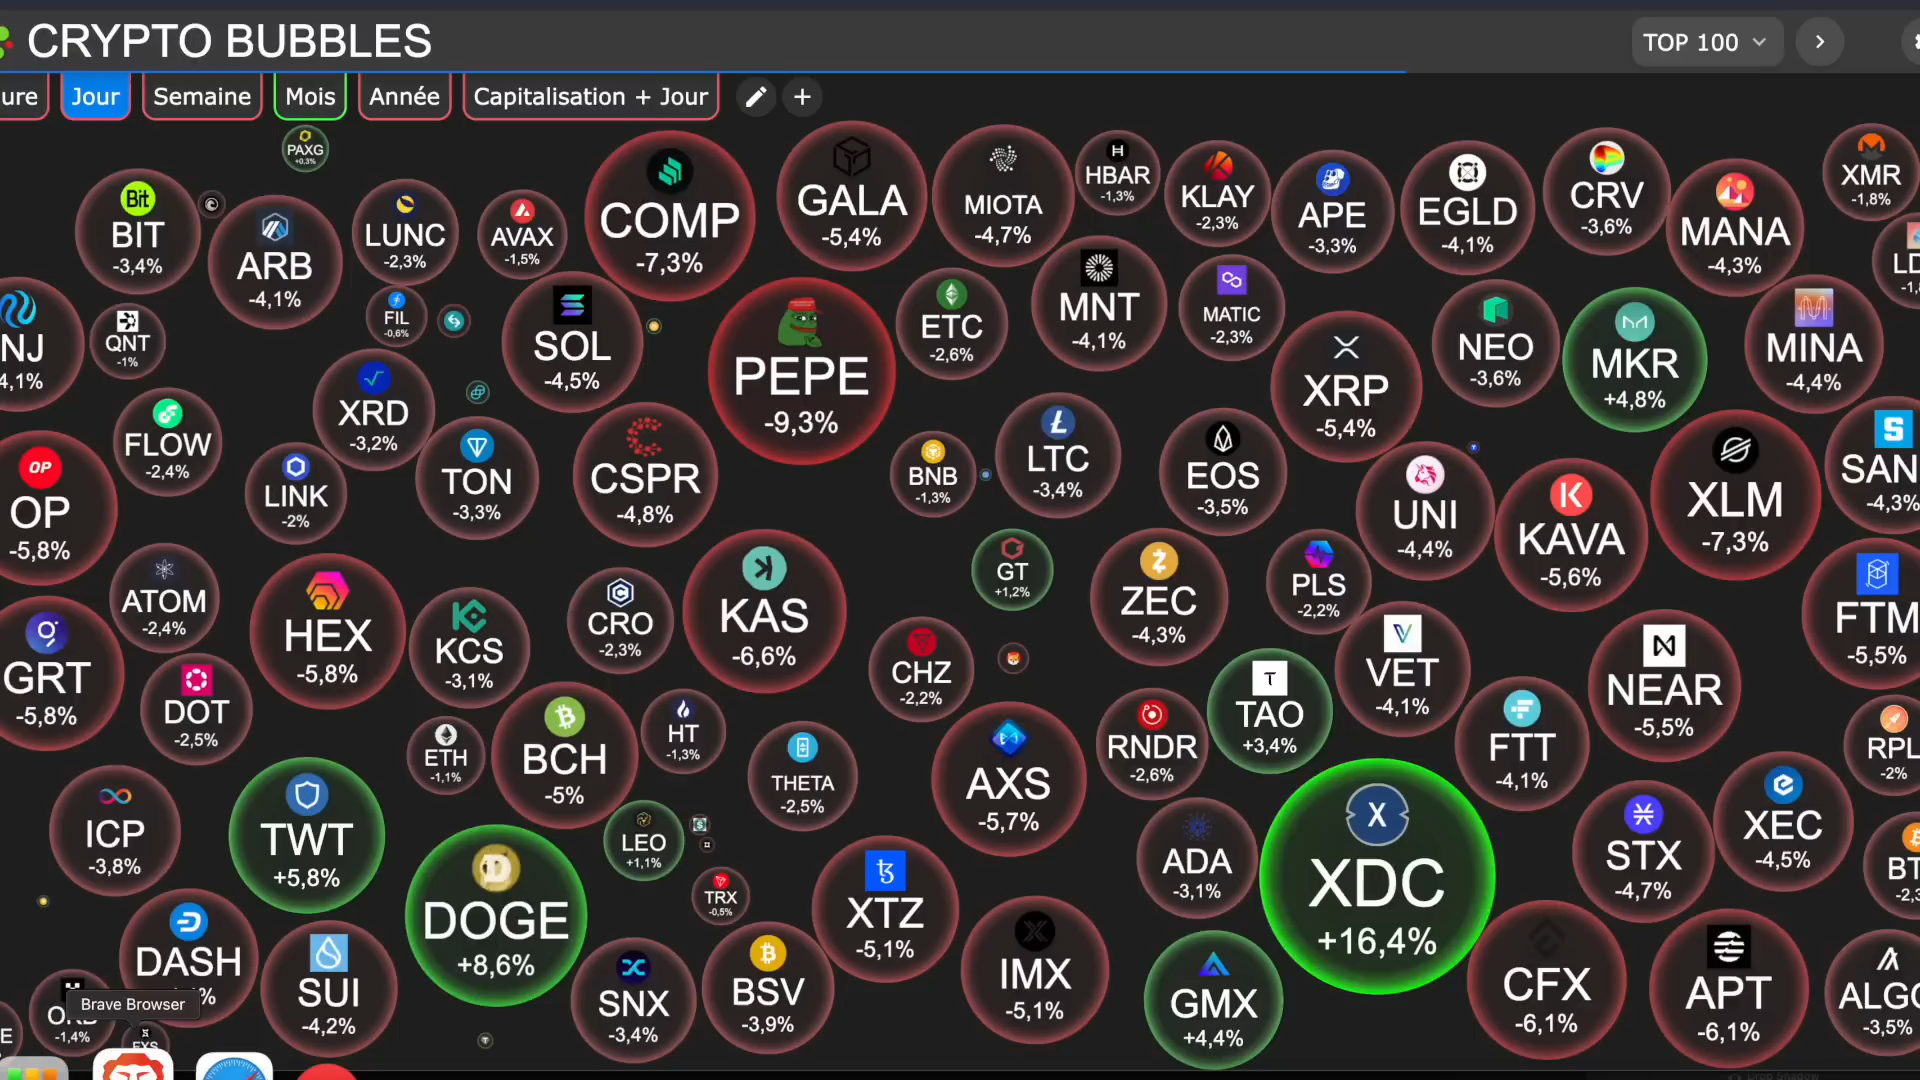 CRYPTO BUBBLES
TOP 100
ure
Jour
Semaine
Mois
Année
Capitalisation + Jour
PAXG
+0,3%
BIT
-3,4%
ARB
-4,1%
LUNC
-2,3%
AVAX
-1,5%
COMP
-7,3%
GALA
-5,4%
MIOTA
-4,7%
HBAR
-1,3%
KLAY
-2,3%
APE
-3,3%
EGLD
-4,1%
CRV
-3,6%
MANA
-4,3%
XMR
-1,8%
LD
-1,8
NJ
4,1%
QNT
-1%
FIL
-0,6%
SOL
-4,5%
PEPE
-9,3%
ETC
-2,6%
MNT
-4,1%
MATIC
-2,3%
XRP
-5,4%
NEO
-3,6%
MKR
+4,8%
MINA
-4,4%
FLOW
-2,4%
XRD
-3,2%
LINK
-2%
TON
-3,3%
CSPR
-4,8%
BNB
-1,3%
LTC
-3,4%
EOS
-3,5%
UNI
-4,4%
KAVA
-5,6%
XLM
-7,3%
SAN
-4,3%
OP
-5,8%
ATOM
-2,4%
HEX
-5,8%
KCS
-3,1%
CRO
-2,3%
KAS
-6,6%
GT
+1,2%
ZEC
-4,3%
PLS
-2,2%
VET
-4,1%
NEAR
-5,5%
FTM
-5,5%
GRT
-5,8%
DOT
-2,5%
ETH
-1,1%
BCH
-5%
HT
-1,3%
THETA
-2,5%
CHZ
-2,2%
AXS
-5,7%
RNDR
-2,6%
TAO
+3,4%
FTT
-4,1%
RPL
-2%
ICP
-3,8%
TWT
+5,8%
DOGE
+8,6%
LEO
+1,1%
TRX
-0,5%
XTZ
-5,1%
ADA
-3,1%
XDC
+16,4%
STX
-4,7%
XEC
-4,5%
BT
-2,3
DASH
SUI
-4,2%
SNX
-3,4%
BSV
-3,9%
IMX
-5,1%
GMX
+4,4%
CFX
-6,1%
APT
-6,1%
ALGO
-3,5%
Brave Browser
-1,4%
E
FXS